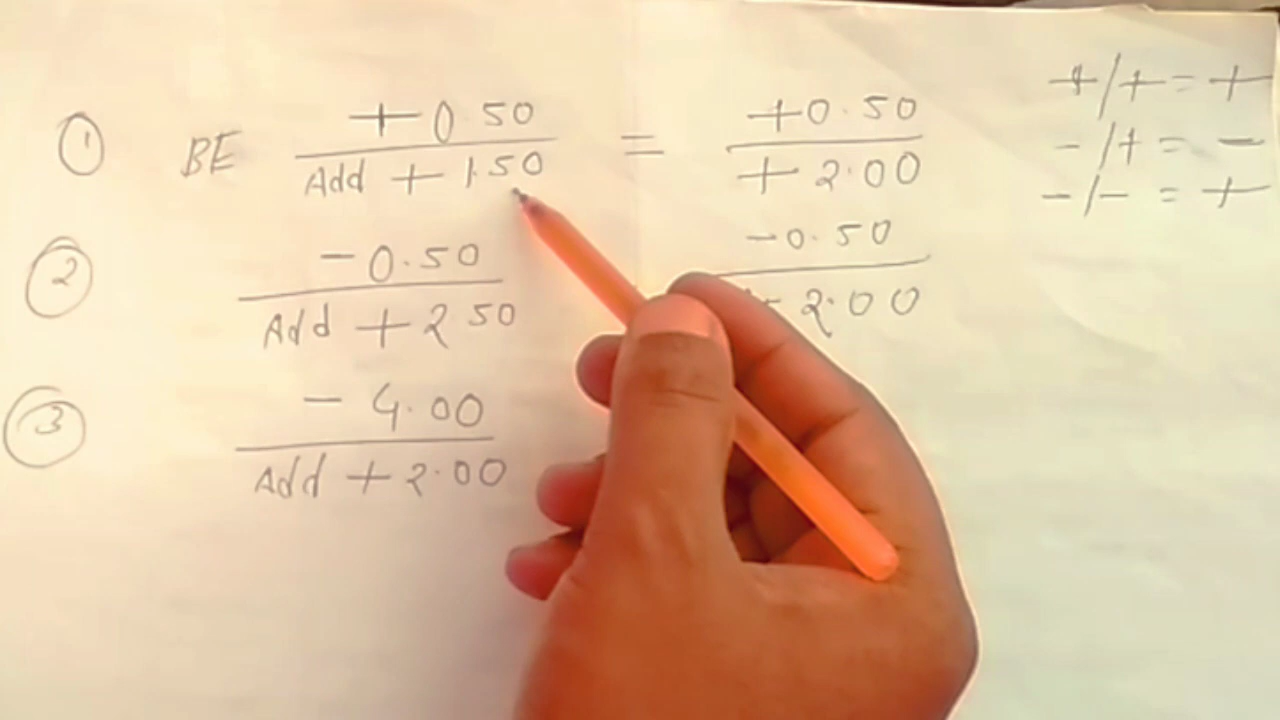 ① BE +0.50 / Add +1.50 = +0.50 / +2.00
② -0.50 / Add +2.50 -0.50 / 2.00
③ -4.00 / Add +2.00
+/+ = +
-/+ = -
-/- = +